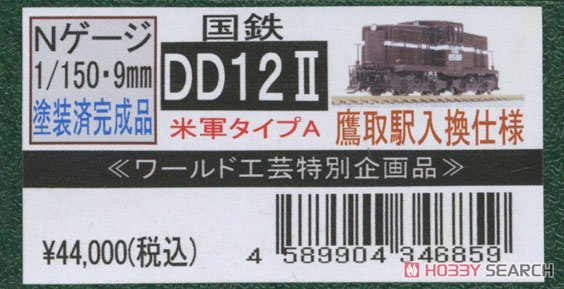 Nゲージ
1/150・9mm
塗装済完成品
国鉄
DD12Ⅱ
米軍タイプA
鷹取駅入換仕様
≪ワールド工芸特別企画品≫
¥44,000(税込)
4 589904 346859
HOBBY SEARCH